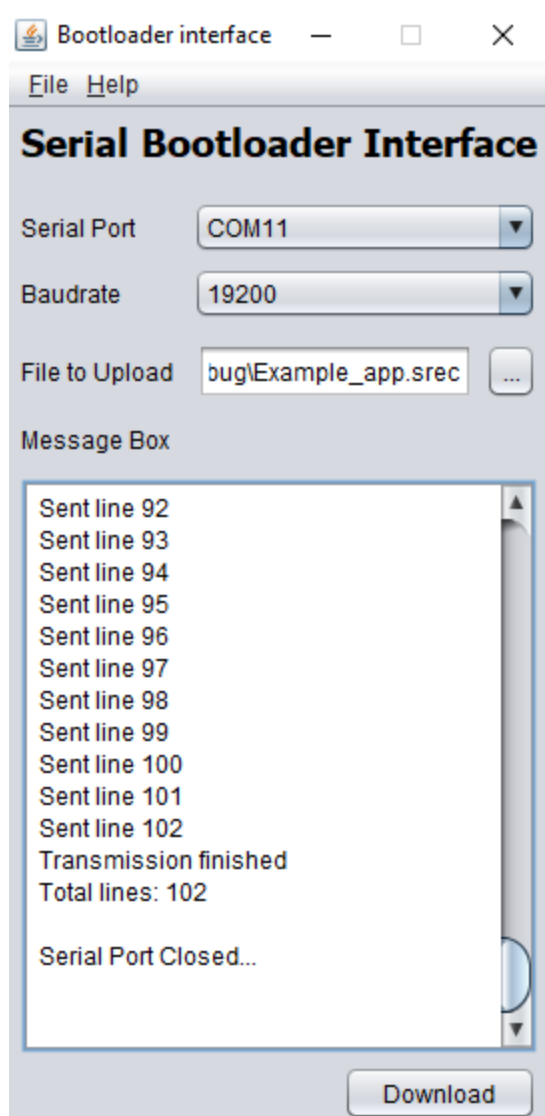 Bootloader interface
File Help
Serial Bootloader Interface
Serial Port COM11
Baudrate 19200
File to Upload bug\Example_app.srec ...
Message Box
Sent line 92
Sent line 93
Sent line 94
Sent line 95
Sent line 96
Sent line 97
Sent line 98
Sent line 99
Sent line 100
Sent line 101
Sent line 102
Transmission finished
Total lines: 102
Serial Port Closed...
Download